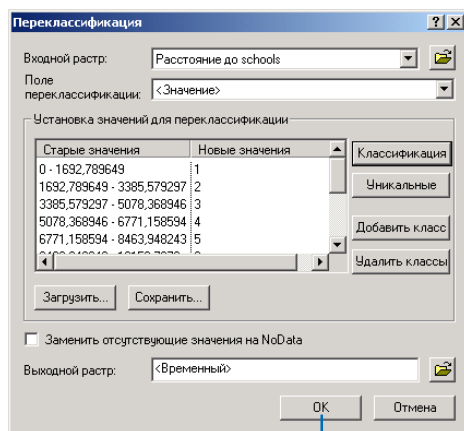 Переклассификация
Входной растр: Расстояние до schools
Поле
переклассификации: <Значение>
Установка значений для переклассификации
Старые значения Новые значения
0 - 1692,789649 1
1692,789649 - 3385,579297 2
3385,579297 - 5078,368946 3
5078,368946 - 6771,158594 4
6771,158594 - 8463,948243 5
Классификация
Уникальные
Добавить класс
Удалить классы
Загрузить... Сохранить...
Заменить отсутствующие значения на NoData
Выходной растр: <Временный>
OK Отмена